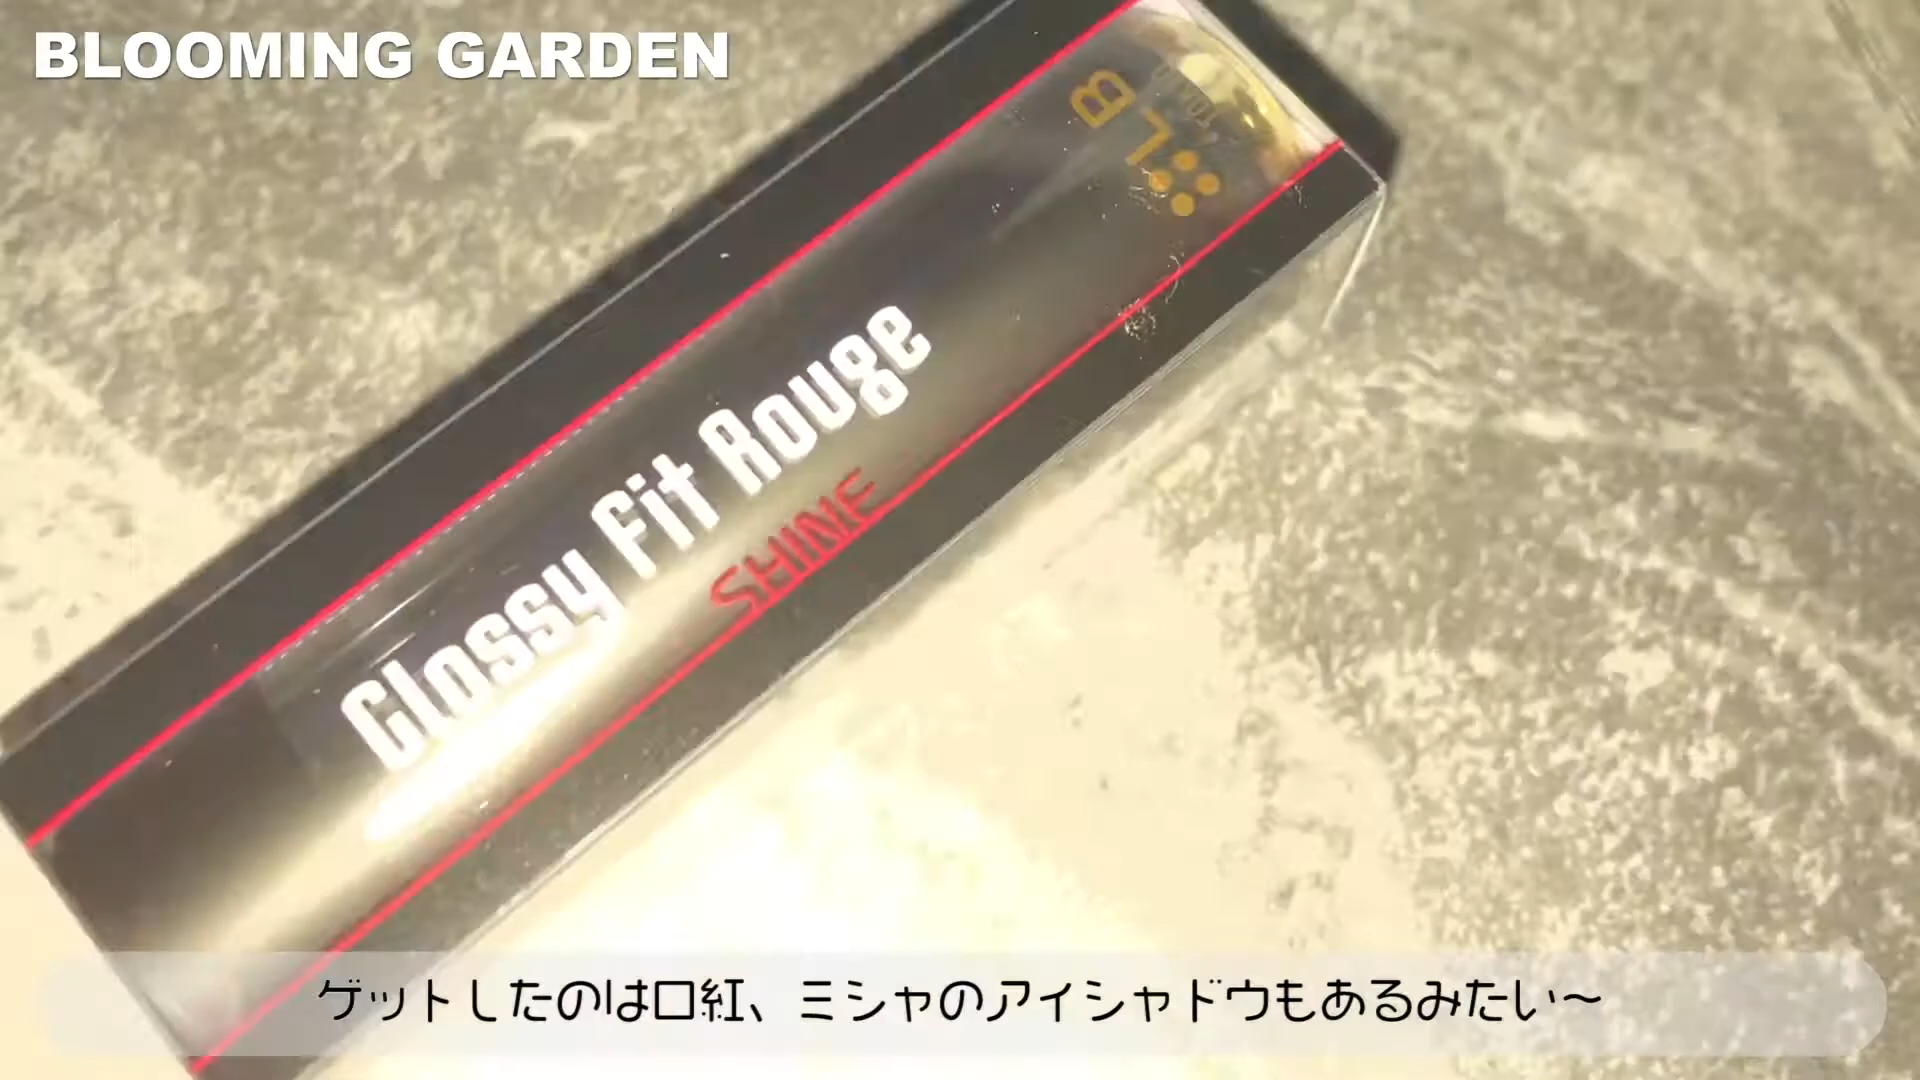 BLOOMING GARDEN
LB
Glossy Fit Rouge
SHINE
ゲットしたのは口紅、ミシャのアイシャドウもあるみたい〜